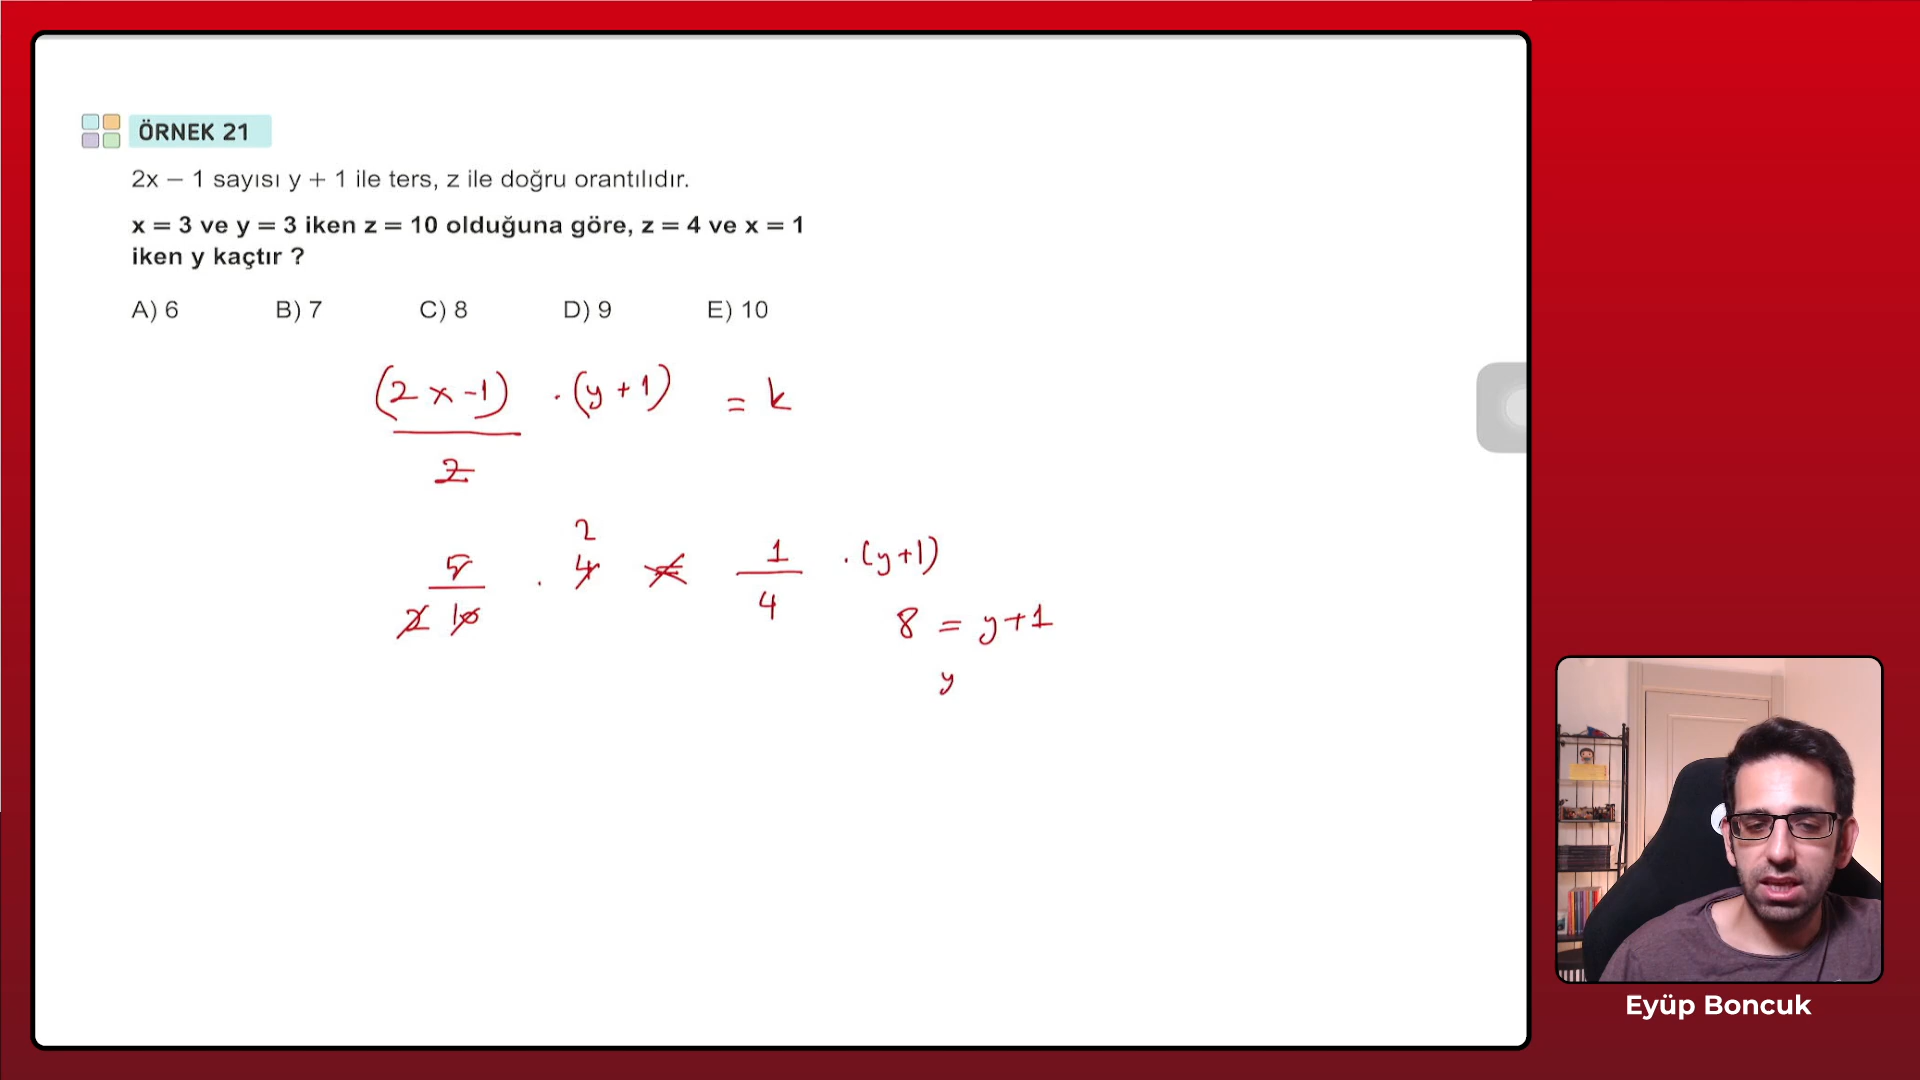 ÖRNEK 21
2x – 1 sayısı y + 1 ile ters, z ile doğru orantılıdır.
x = 3 ve y = 3 iken z = 10 olduğuna göre, z = 4 ve x = 1
iken y kaçtır ?
A) 6 B) 7 C) 8 D) 9 E) 10
(2x-1) . (y+1) = k
z
2
5 . 4 = 1 . (y+1)
2 10 4
8 = y+1
y
Eyüp Boncuk